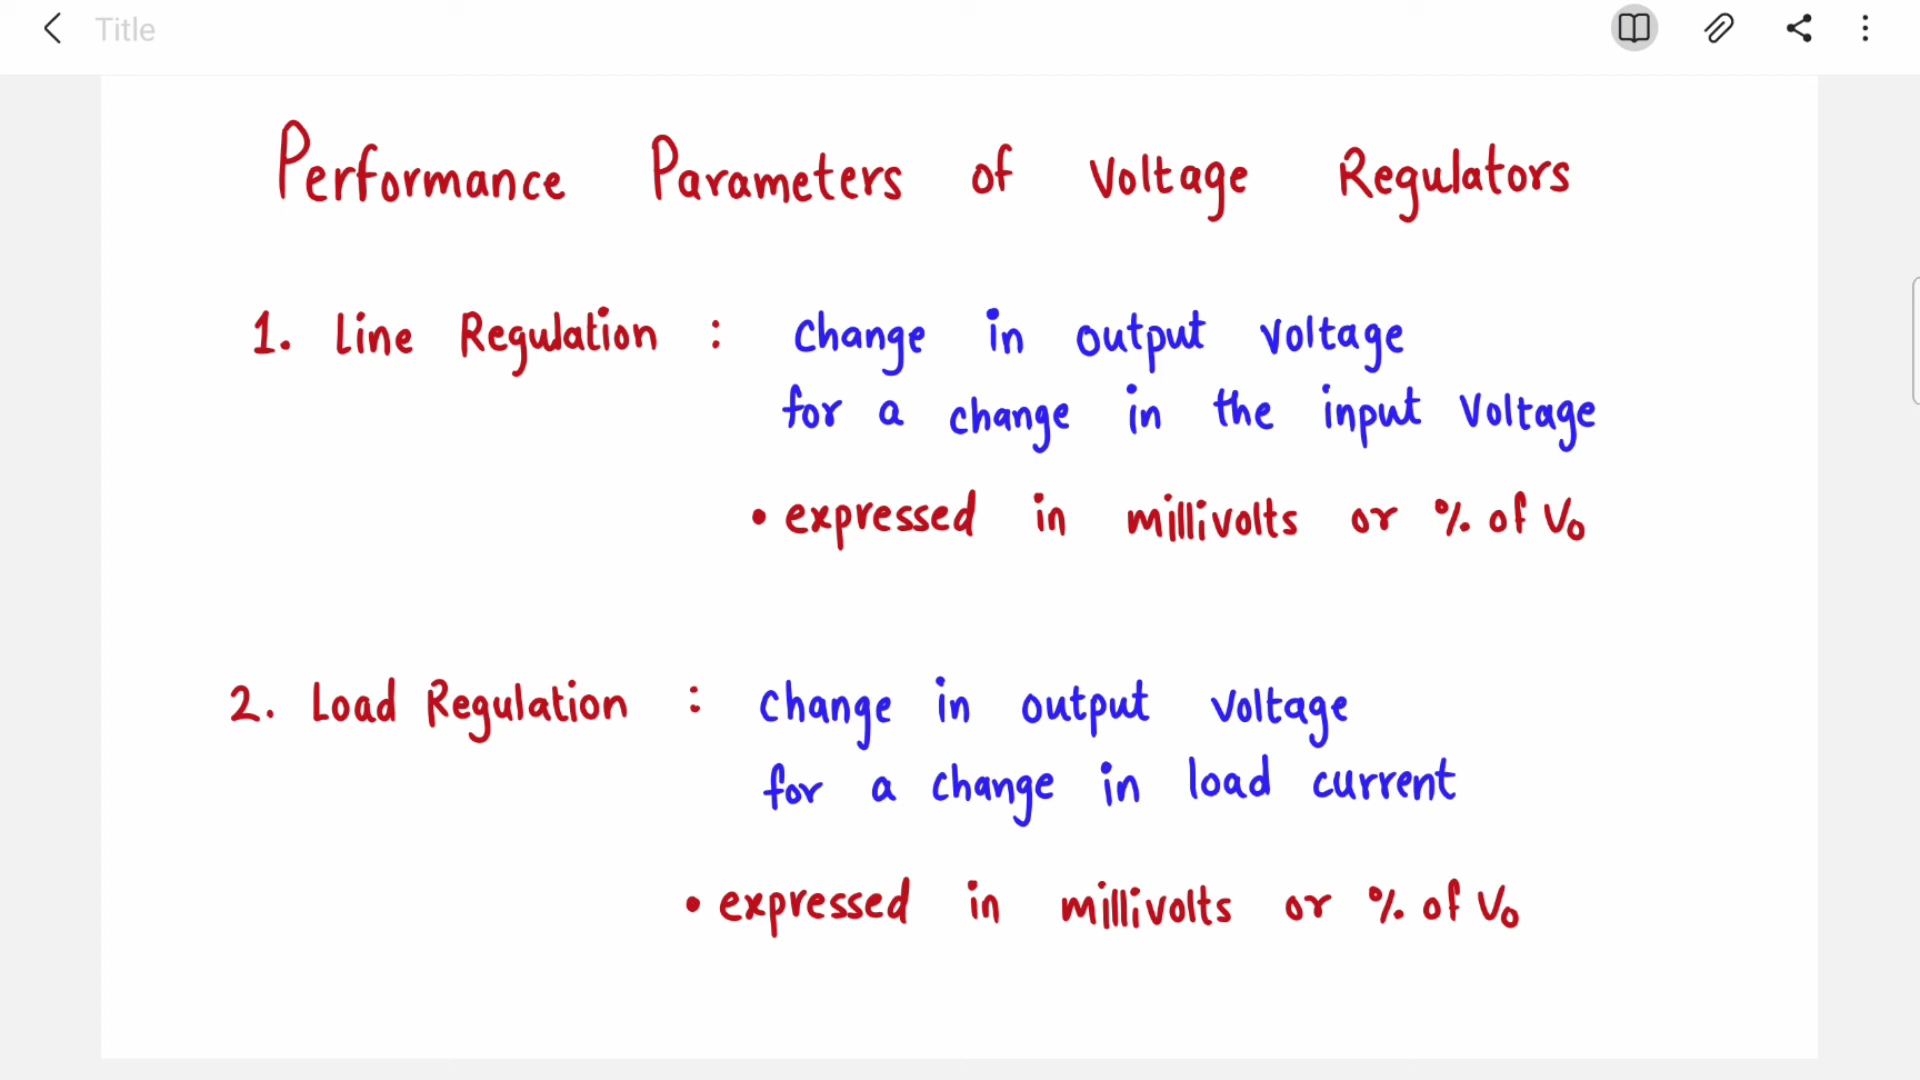 Title
Performance Parameters of Voltage Regulators
1. Line Regulation : change in output voltage
for a change in the input voltage
• expressed in millivolts or % of Vo
2. Load Regulation : change in output voltage
for a change in load current
• expressed in millivolts or % of Vo